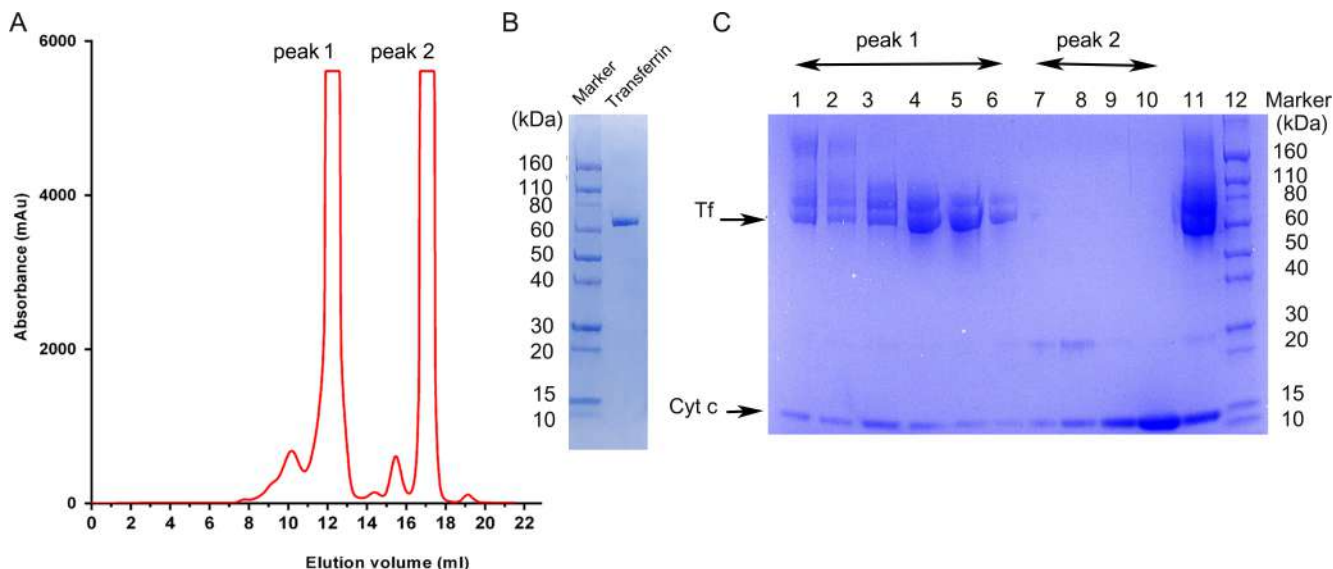 A
peak 1
peak 2
6000
4000
2000
0
Absorbance (mAu)
0 2 4 6 8 10 12 14 16 18 20 22
Elution volume (ml)
B
Marker
Transferrin
(kDa)
160
110
80
60
50
40
30
20
15
10
C
peak 1
peak 2
1 2 3 4 5 6 7 8 9 10 11 12 Marker
(kDa)
160
110
80
60
50
40
30
20
15
10
Tf
Cyt c